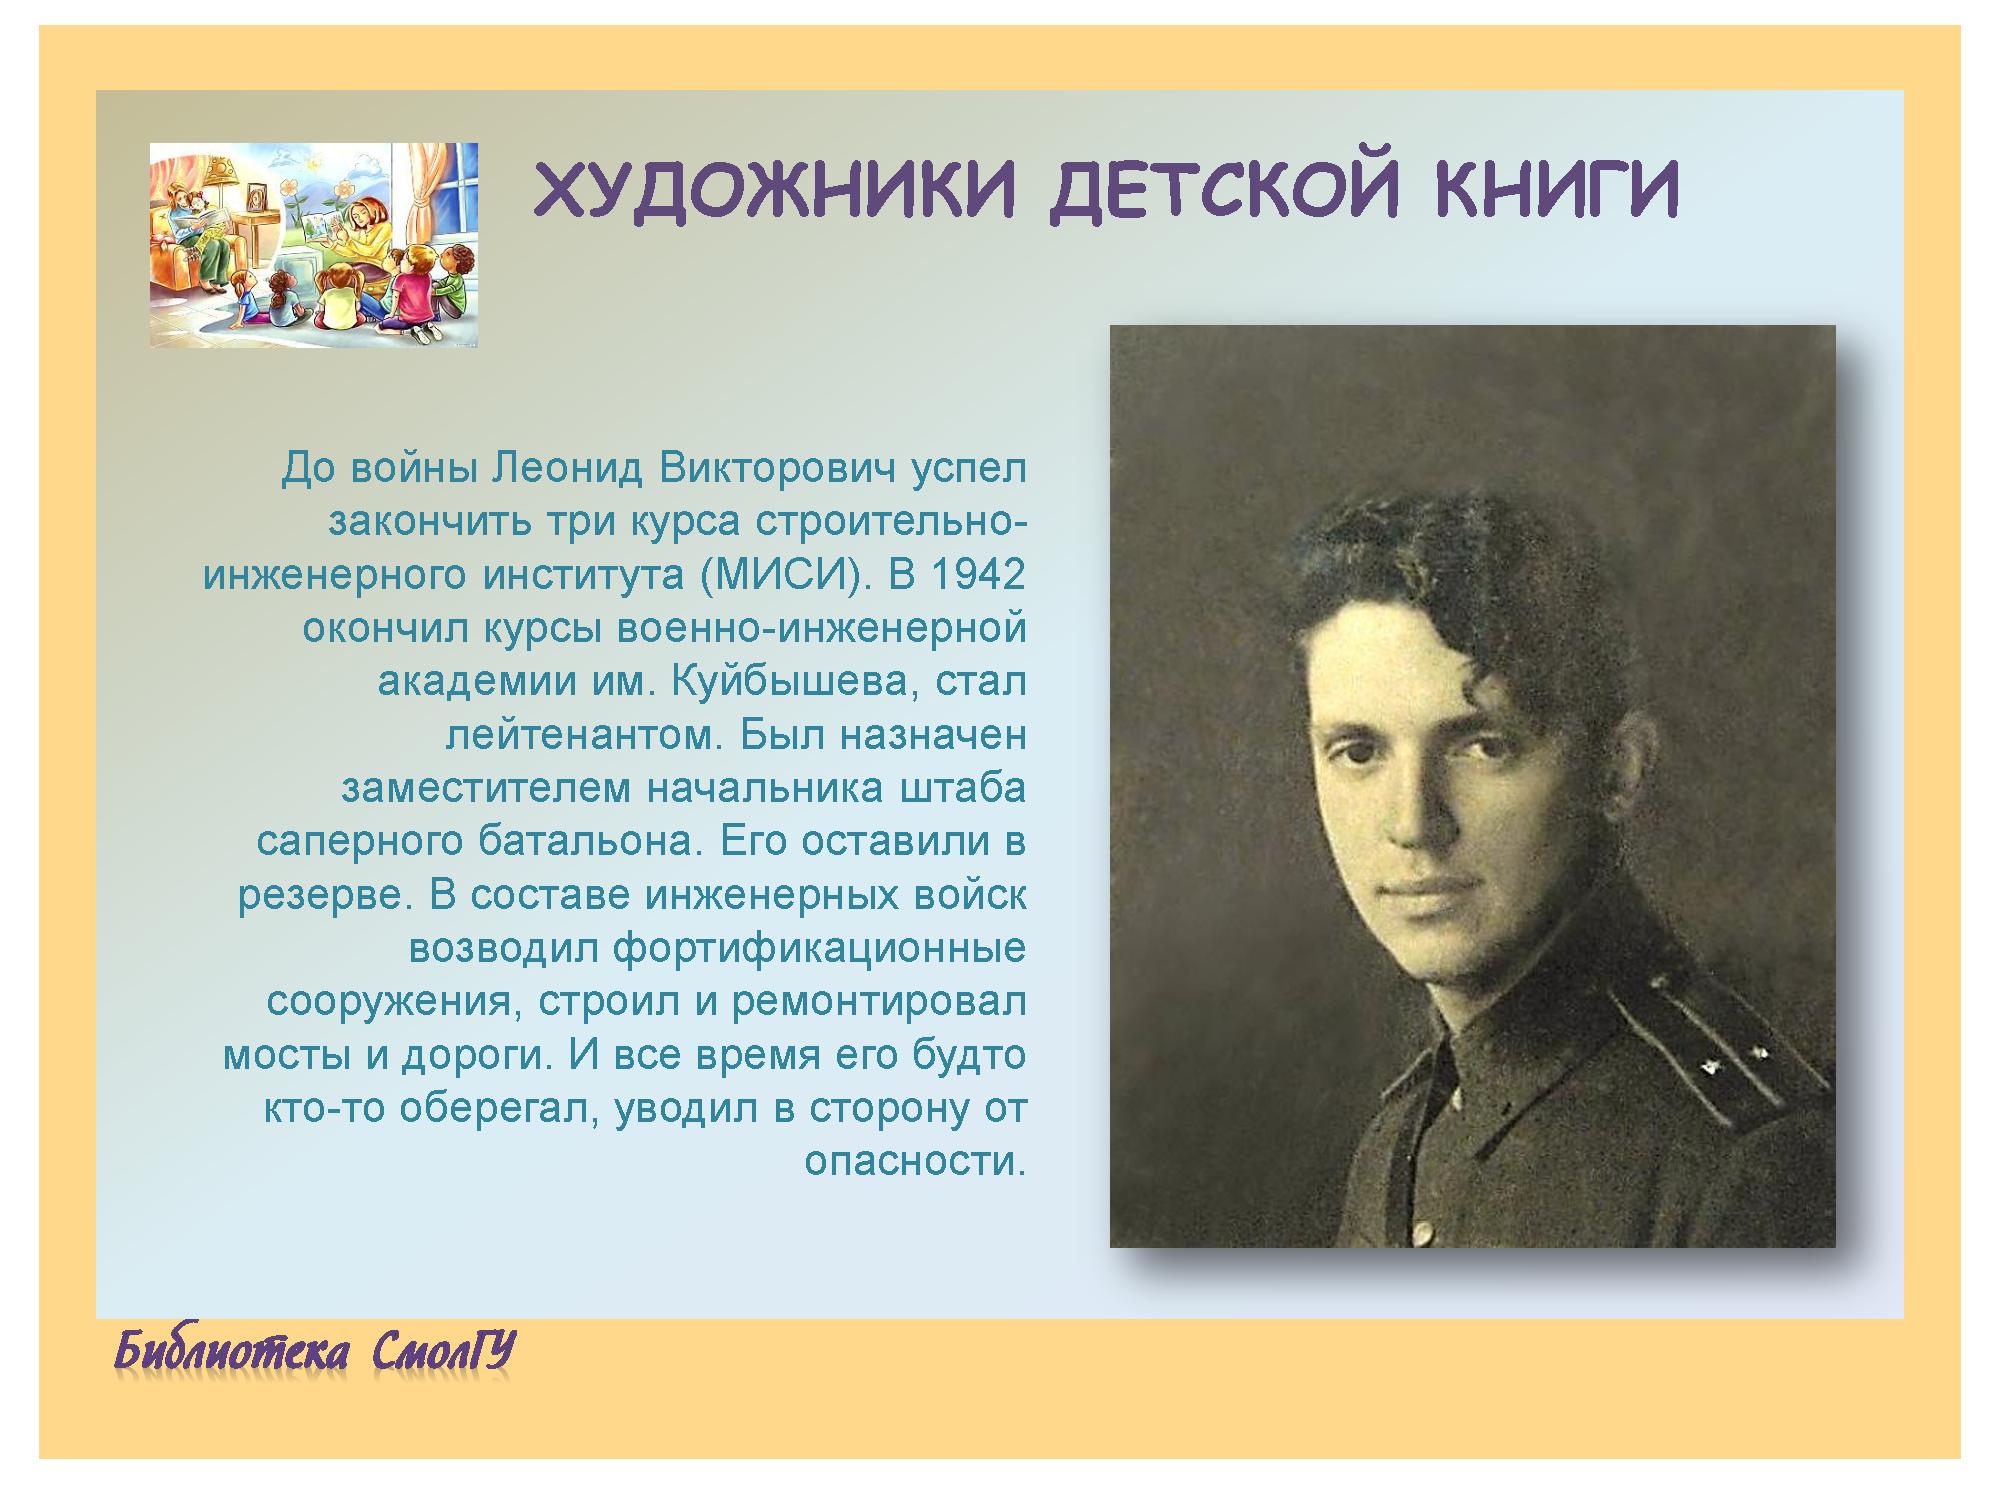 ХУДОЖНИКИ ДЕТСКОЙ КНИГИ
До войны Леонид Викторович успел
закончить три курса строительно-
инженерного института (МИСИ). В 1942
окончил курсы военно-инженерной
академии им. Куйбышева, стал
лейтенантом. Был назначен
заместителем начальника штаба
саперного батальона. Его оставили в
резерве. В составе инженерных войск
возводил фортификационные
сооружения, строил и ремонтировал
мосты и дороги. И все время его будто
кто-то оберегал, уводил в сторону от
опасности.
Библиотека СмолГУ